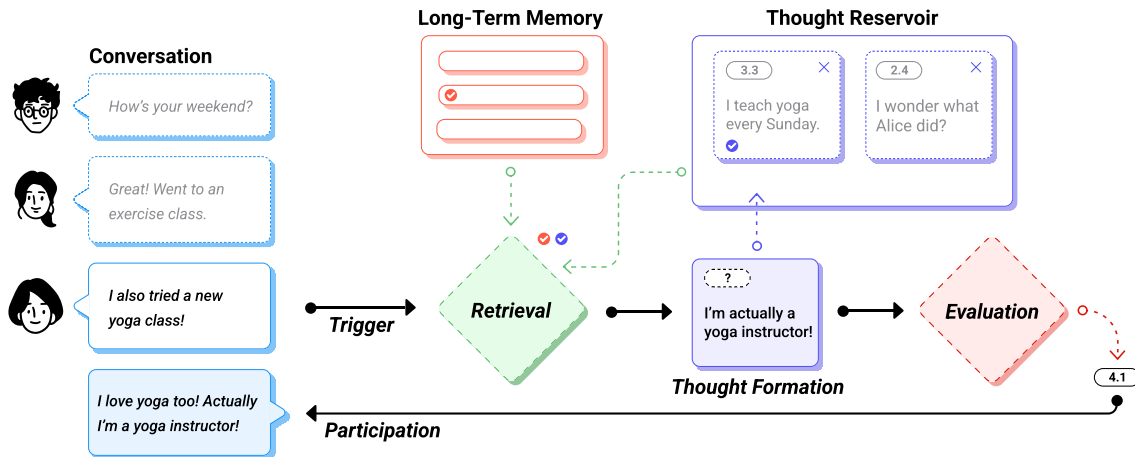 Long-Term Memory
Thought Reservoir
Conversation
How's your weekend?
Great! Went to an
exercise class.
I also tried a new
yoga class!
I love yoga too! Actually
I'm a yoga instructor!
3.3
I teach yoga
every Sunday.
2.4
I wonder what
Alice did?
Trigger
Retrieval
?
I'm actually a
yoga instructor!
Thought Formation
Evaluation
4.1
Participation